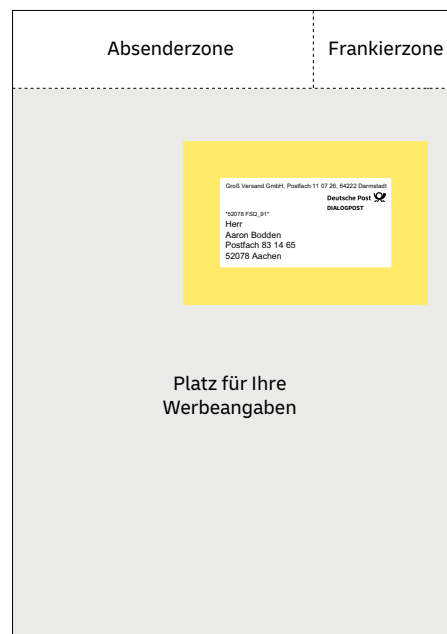 Absenderzone
Frankierzone
Groß Versand GmbH, Postfach 11 07 26, 64222 Darmstadt
Deutsche Post
DIALOGPOST
*52078 FSQ_91*
Herr
Aaron Bodden
Postfach 83 14 65
52078 Aachen
Platz für Ihre
Werbeangaben